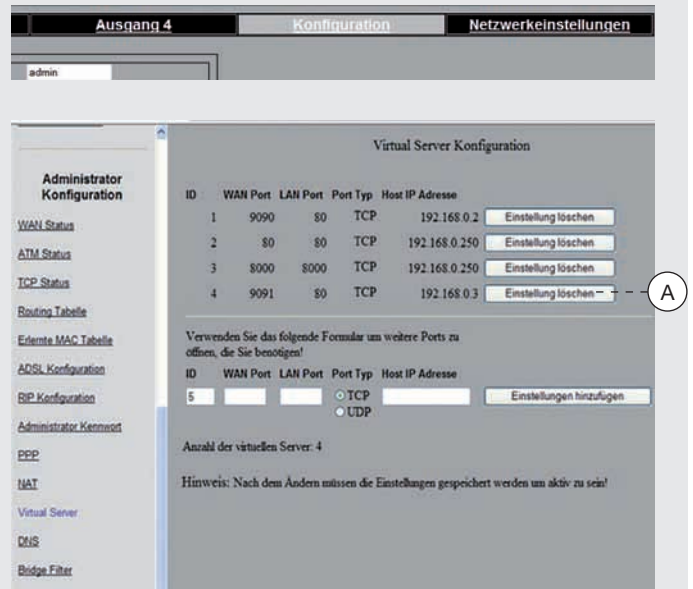 Ausgang 4 Konfiguration Netzwerkeinstellungen
admin
Virtual Server Konfiguration
Administrator
Konfiguration
WAN Status
ATM Status
TCP Status
Routing Tabelle
Erlernte MAC Tabelle
ADSL Konfiguration
RIP Konfiguration
Administrator Kennwort
PPP
NAT
Virtual Server
DNS
Bridge Filter
ID WAN Port LAN Port Port Typ Host IP Adresse
1 9090 80 TCP 192.168.0.2 Einstellung löschen
2 80 80 TCP 192.168.0.250 Einstellung löschen
3 8000 8000 TCP 192.168.0.250 Einstellung löschen
4 9091 80 TCP 192.168.0.3 Einstellung löschen A
Verwenden Sie das folgende Formular um weitere Ports zu
öffnen, die Sie benotigen!
ID WAN Port LAN Port Port Typ Host IP Adresse
5 TCP Einstellungen hinzufügen
UDP
Anzahl der virtuellen Server: 4
Hinweis: Nach dem Ändern müssen die Einstellungen gespeichert werden um aktiv zu sein!